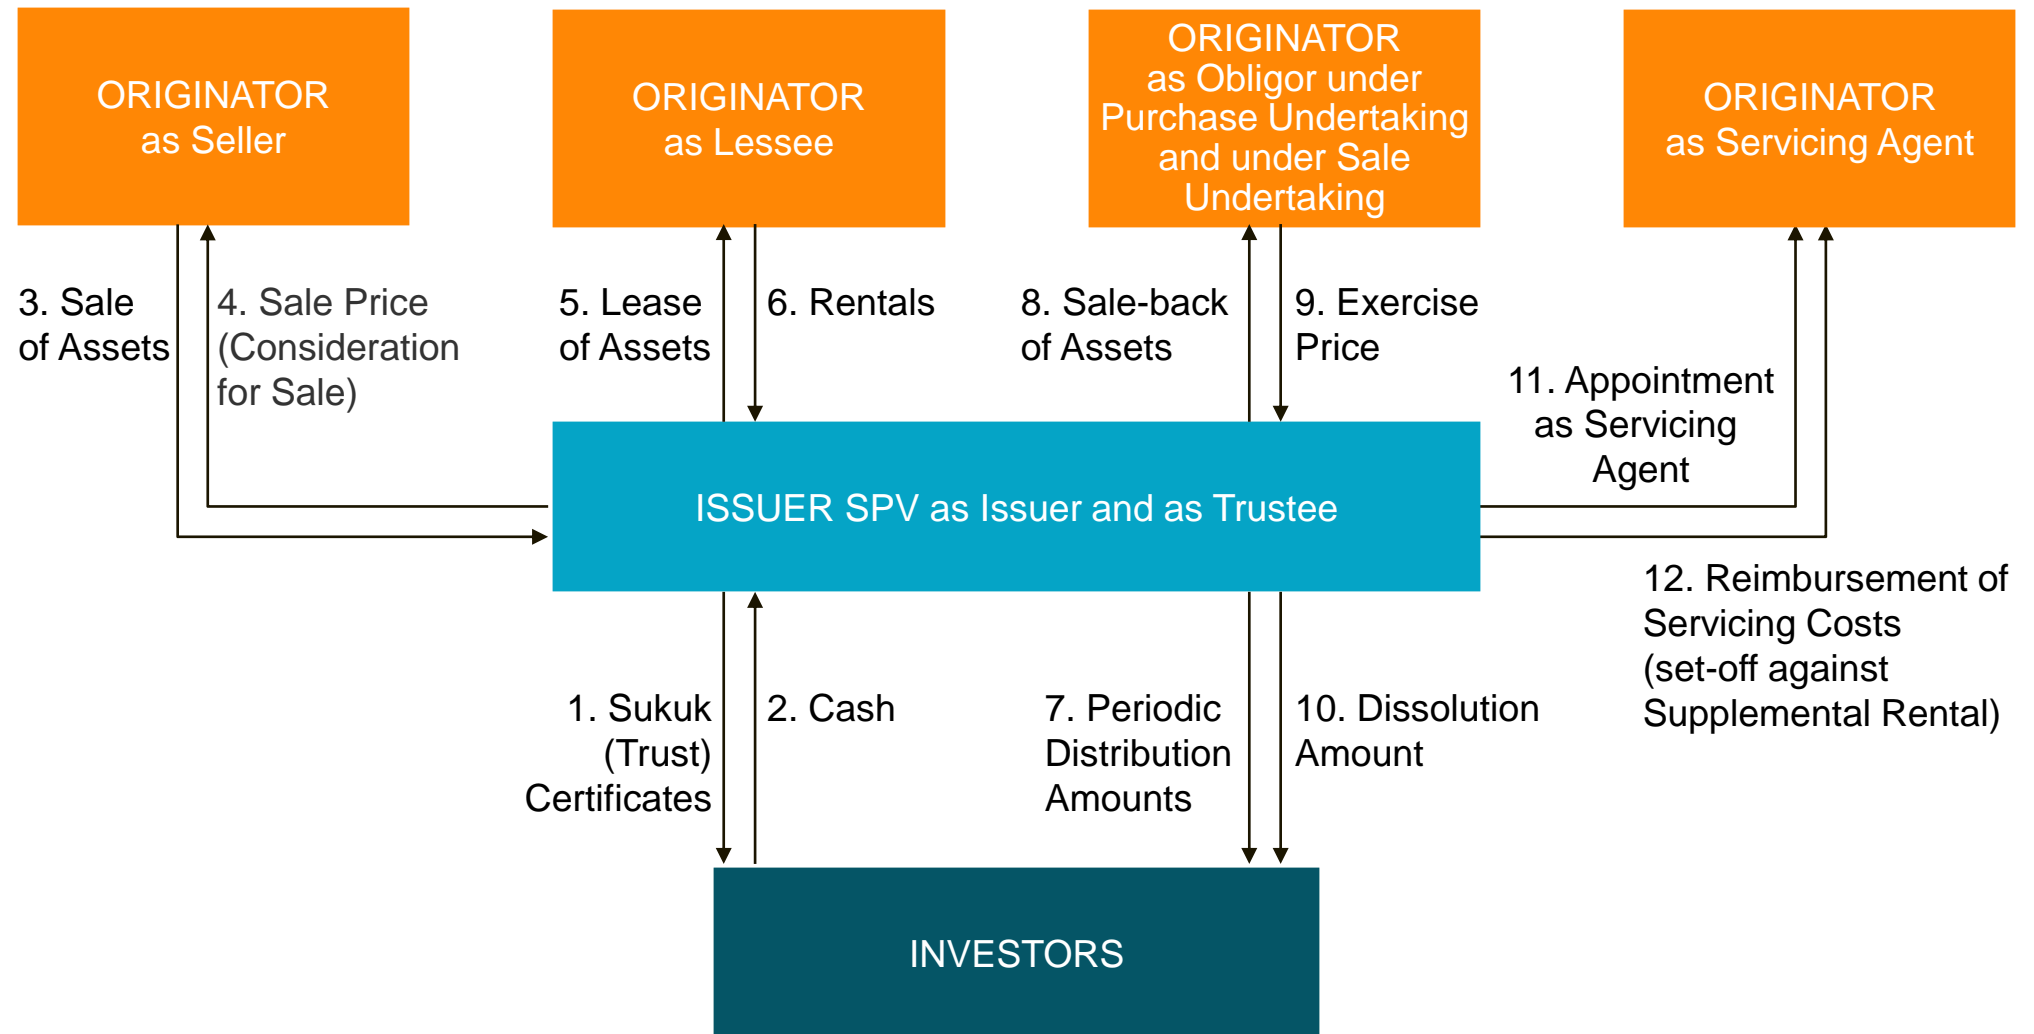 ORIGINATOR
as Seller
ORIGINATOR
as Lessee
ORIGINATOR
as Obligor under
Purchase Undertaking
and under Sale
Undertaking
ORIGINATOR
as Servicing Agent
3. Sale
of Assets
4. Sale Price
(Consideration
for Sale)
5. Lease
of Assets
6. Rentals
8. Sale-back
of Assets
9. Exercise
Price
11. Appointment
as Servicing
Agent
ISSUER SPV as Issuer and as Trustee
12. Reimbursement of
Servicing Costs
(set-off against
Supplemental Rental)
1. Sukuk
(Trust)
Certificates
2. Cash
7. Periodic
Distribution
Amounts
10. Dissolution
Amount
INVESTORS